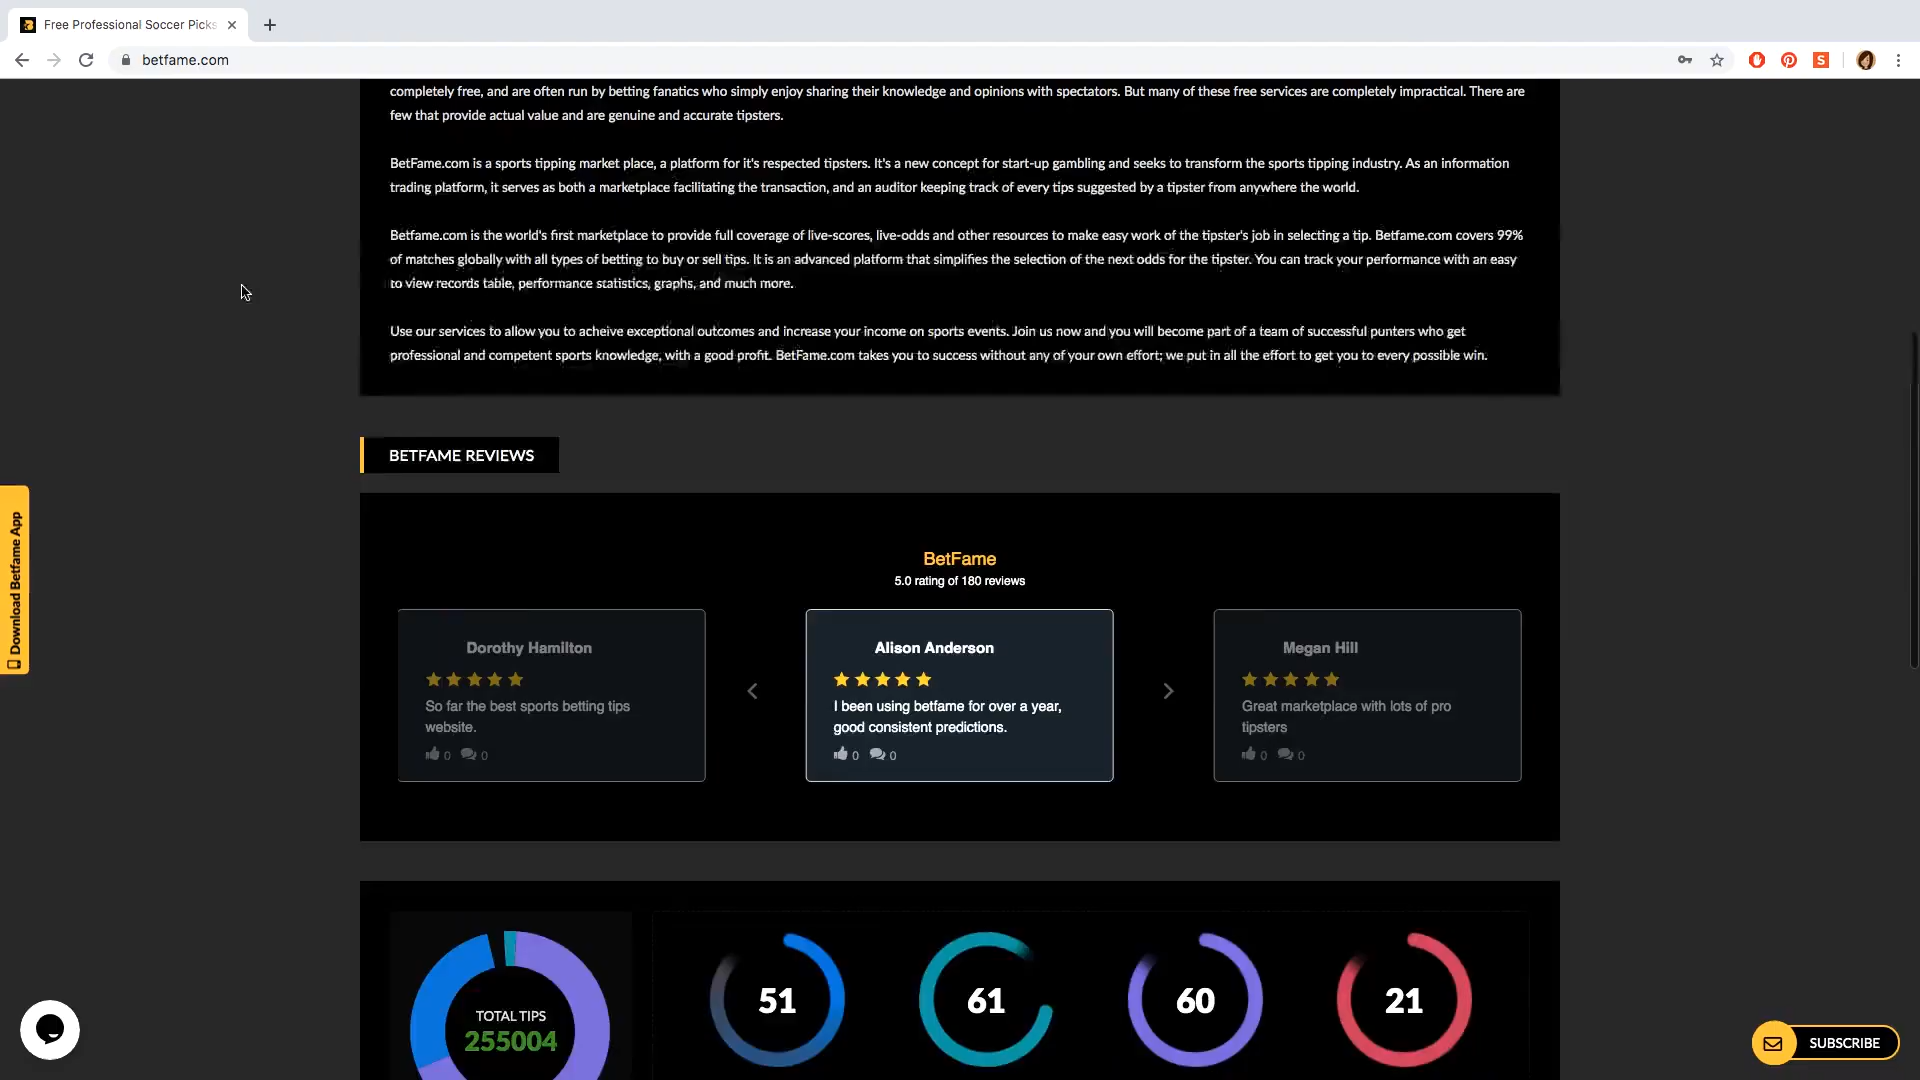 Free Professional Soccer Picks
betfame.com
completely free, and are often run by betting fanatics who simply enjoy sharing their knowledge and opinions with spectators. But many of these free services are completely impractical. There are
few that provide actual value and are genuine and accurate tipsters.
BetFame.com is a sports tipping market place, a platform for it's respected tipsters. It's a new concept for start-up gambling and seeks to transform the sports tipping industry. As an information
trading platform, it serves as both a marketplace facilitating the transaction, and an auditor keeping track of every tips suggested by a tipster from anywhere the world.
Betfame.com is the world's first marketplace to provide full coverage of live-scores, live-odds and other resources to make easy work of the tipster's job in selecting a tip. Betfame.com covers 99%
of matches globally with all types of betting to buy or sell tips. It is an advanced platform that simplifies the selection of the next odds for the tipster. You can track your performance with an easy
to view records table, performance statistics, graphs, and much more.
Use our services to allow you to acheive exceptional outcomes and increase your income on sports events. Join us now and you will become part of a team of successful punters who get
professional and competent sports knowledge, with a good profit. BetFame.com takes you to success without any of your own effort; we put in all the effort to get you to every possible win.
BETFAME REVIEWS
Download Betfame App
BetFame
5.0 rating of 180 reviews
Dorothy Hamilton
So far the best sports betting tips
website.
0 0
Alison Anderson
I been using betfame for over a year,
good consistent predictions.
0 0
Megan Hill
Great marketplace with lots of pro
tipsters
0 0
TOTAL TIPS
255004
51
61
60
21
SUBSCRIBE